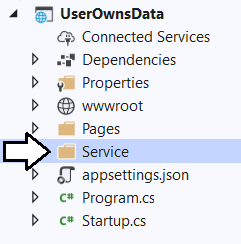 UserOwnsData
Connected Services
Dependencies
Properties
wwwroot
Pages
Service
appsettings.json
C# Program.cs
C# Startup.cs